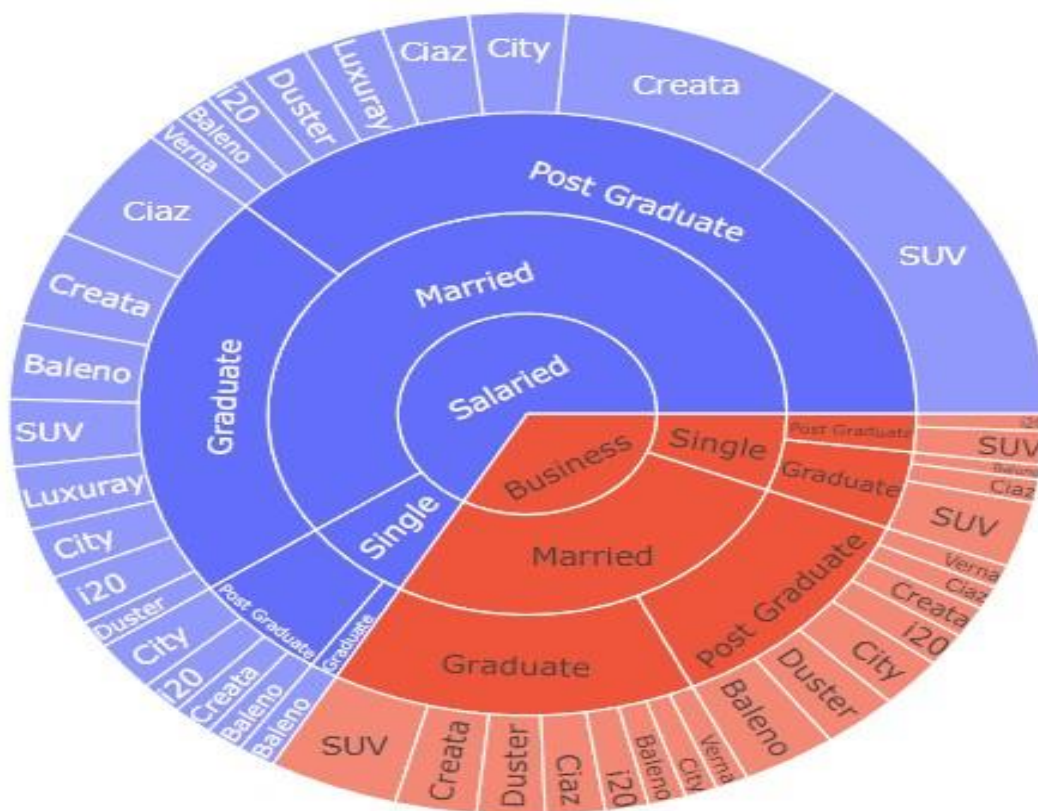 Salaried
Married
Post Graduate
SUV
Creata
City
Ciaz
Luxuray
Duster
i20
Baleno
Verna
Graduate
Ciaz
Creata
Baleno
SUV
Luxuray
City
i20
Duster
Single
Post Graduate
City
i20
Creata
Baleno
Graduate
Baleno
Business
Single
Post Graduate
i20
SUV
Graduate
Baleno
Ciaz
SUV
Married
Post Graduate
Verna
Ciaz
Creata
i20
City
Duster
Baleno
Graduate
SUV
Creata
Duster
Ciaz
i20
Baleno
City
Verna